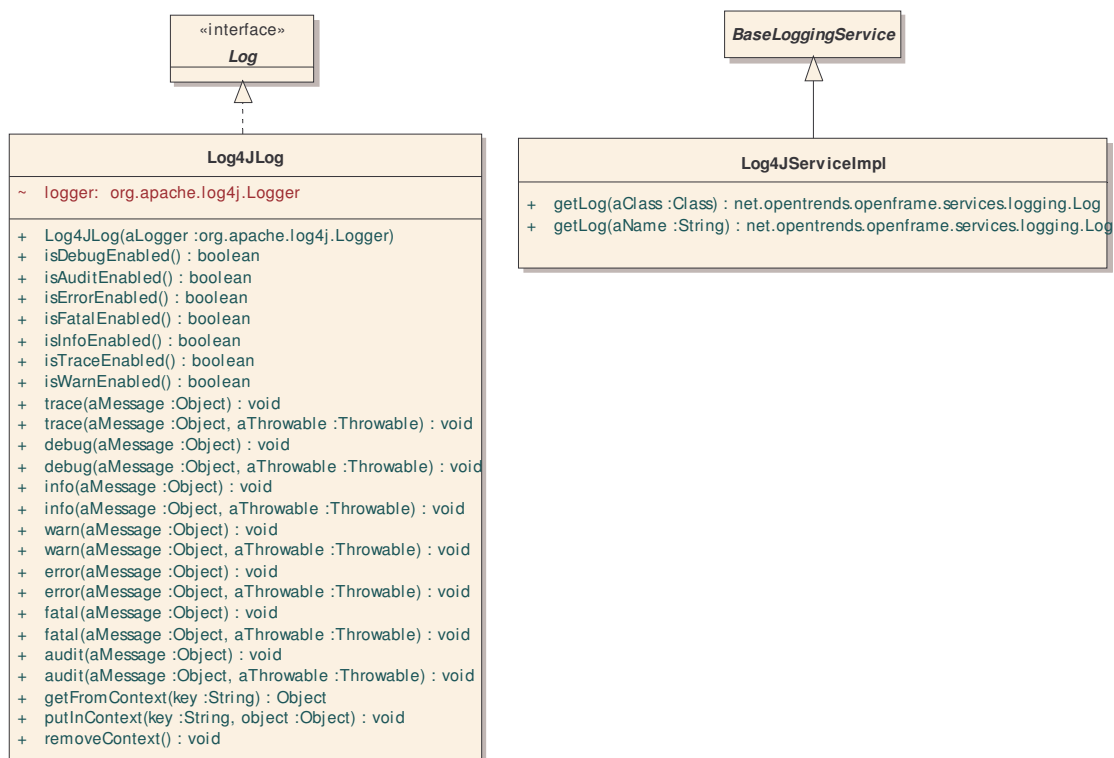 «interface»
Log
Log4JLog
~ logger: org.apache.log4j.Logger
+ Log4JLog(aLogger :org.apache.log4j.Logger)
+ isDebugEnabled() : boolean
+ isAuditEnabled() : boolean
+ isErrorEnabled() : boolean
+ isFatalEnabled() : boolean
+ isInfoEnabled() : boolean
+ isTraceEnabled() : boolean
+ isWarnEnabled() : boolean
+ trace(aMessage :Object) : void
+ trace(aMessage :Object, aThrowable :Throwable) : void
+ debug(aMessage :Object) : void
+ debug(aMessage :Object, aThrowable :Throwable) : void
+ info(aMessage :Object) : void
+ info(aMessage :Object, aThrowable :Throwable) : void
+ warn(aMessage :Object) : void
+ warn(aMessage :Object, aThrowable :Throwable) : void
+ error(aMessage :Object) : void
+ error(aMessage :Object, aThrowable :Throwable) : void
+ fatal(aMessage :Object) : void
+ fatal(aMessage :Object, aThrowable :Throwable) : void
+ audit(aMessage :Object) : void
+ audit(aMessage :Object, aThrowable :Throwable) : void
+ getFromContext(key :String) : Object
+ putInContext(key :String, object :Object) : void
+ removeContext() : void
BaseLoggingService
Log4JServiceImpl
+ getLog(aClass :Class) : net.opentrends.openframe.services.logging.Log
+ getLog(aName :String) : net.opentrends.openframe.services.logging.Log